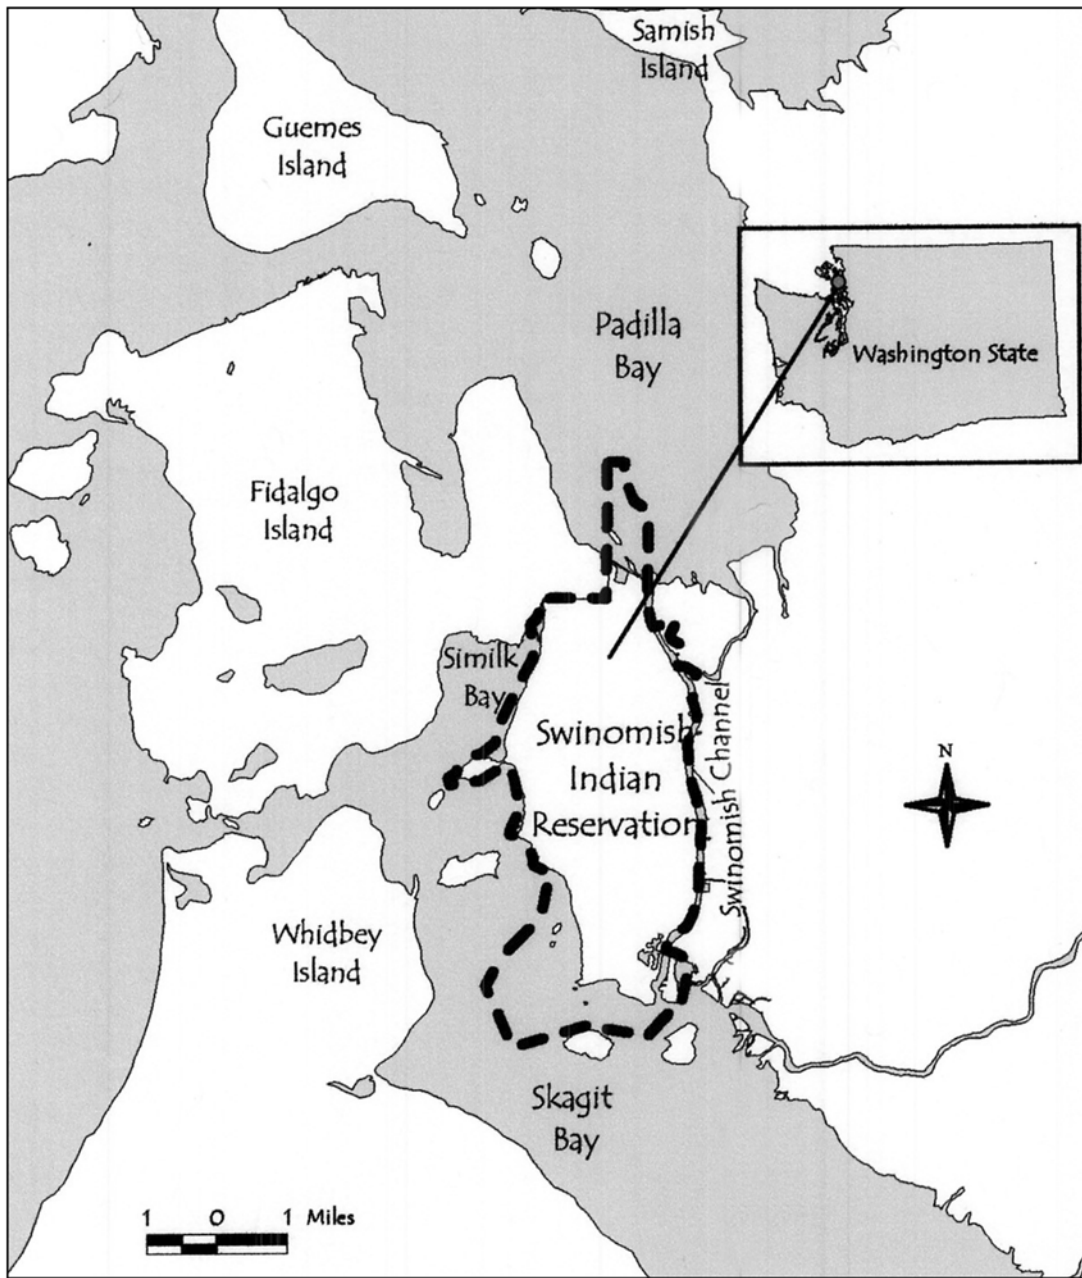 Samish
Island
Guemes
Island
Padilla
Bay
Washington State
Fidalgo
Island
Similk
Bay
Swinomish
Indian
Reservation
Swinomish Channel
N
Whidbey
Island
Skagit
Bay
1 0 1 Miles